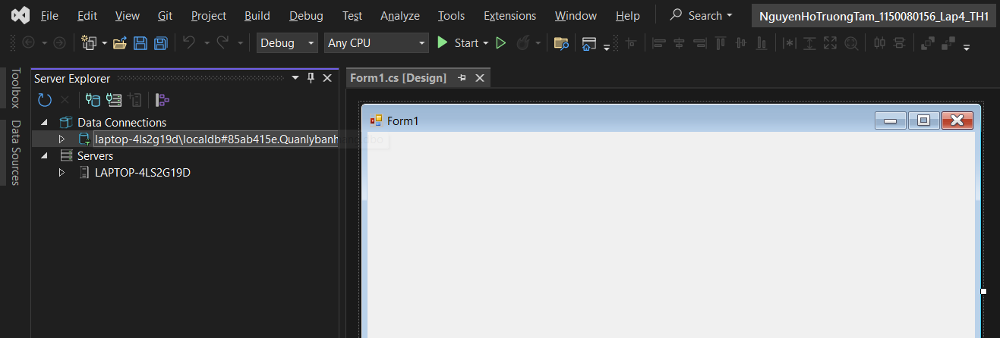 File Edit View Git Project Build Debug Test Analyze Tools Extensions Window Help Search NguyenHoTruongTam_1150080156_Lap4_TH1
Debug Any CPU Start
Toolbox
Data Sources
Server Explorer
Data Connections
laptop-4ls2g19d\localdb#85ab415e.Quanlybanh
Servers
LAPTOP-4LS2G19D
Form1.cs [Design]
Form1